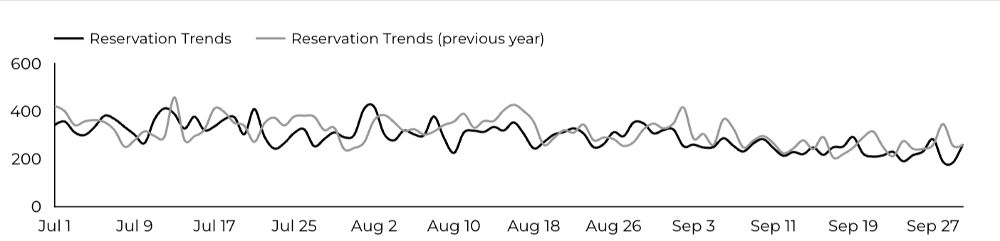 Reservation Trends Reservation Trends (previous year)
600
400
200
0
Jul 1 Jul 9 Jul 17 Jul 25 Aug 2 Aug 10 Aug 18 Aug 26 Sep 3 Sep 11 Sep 19 Sep 27